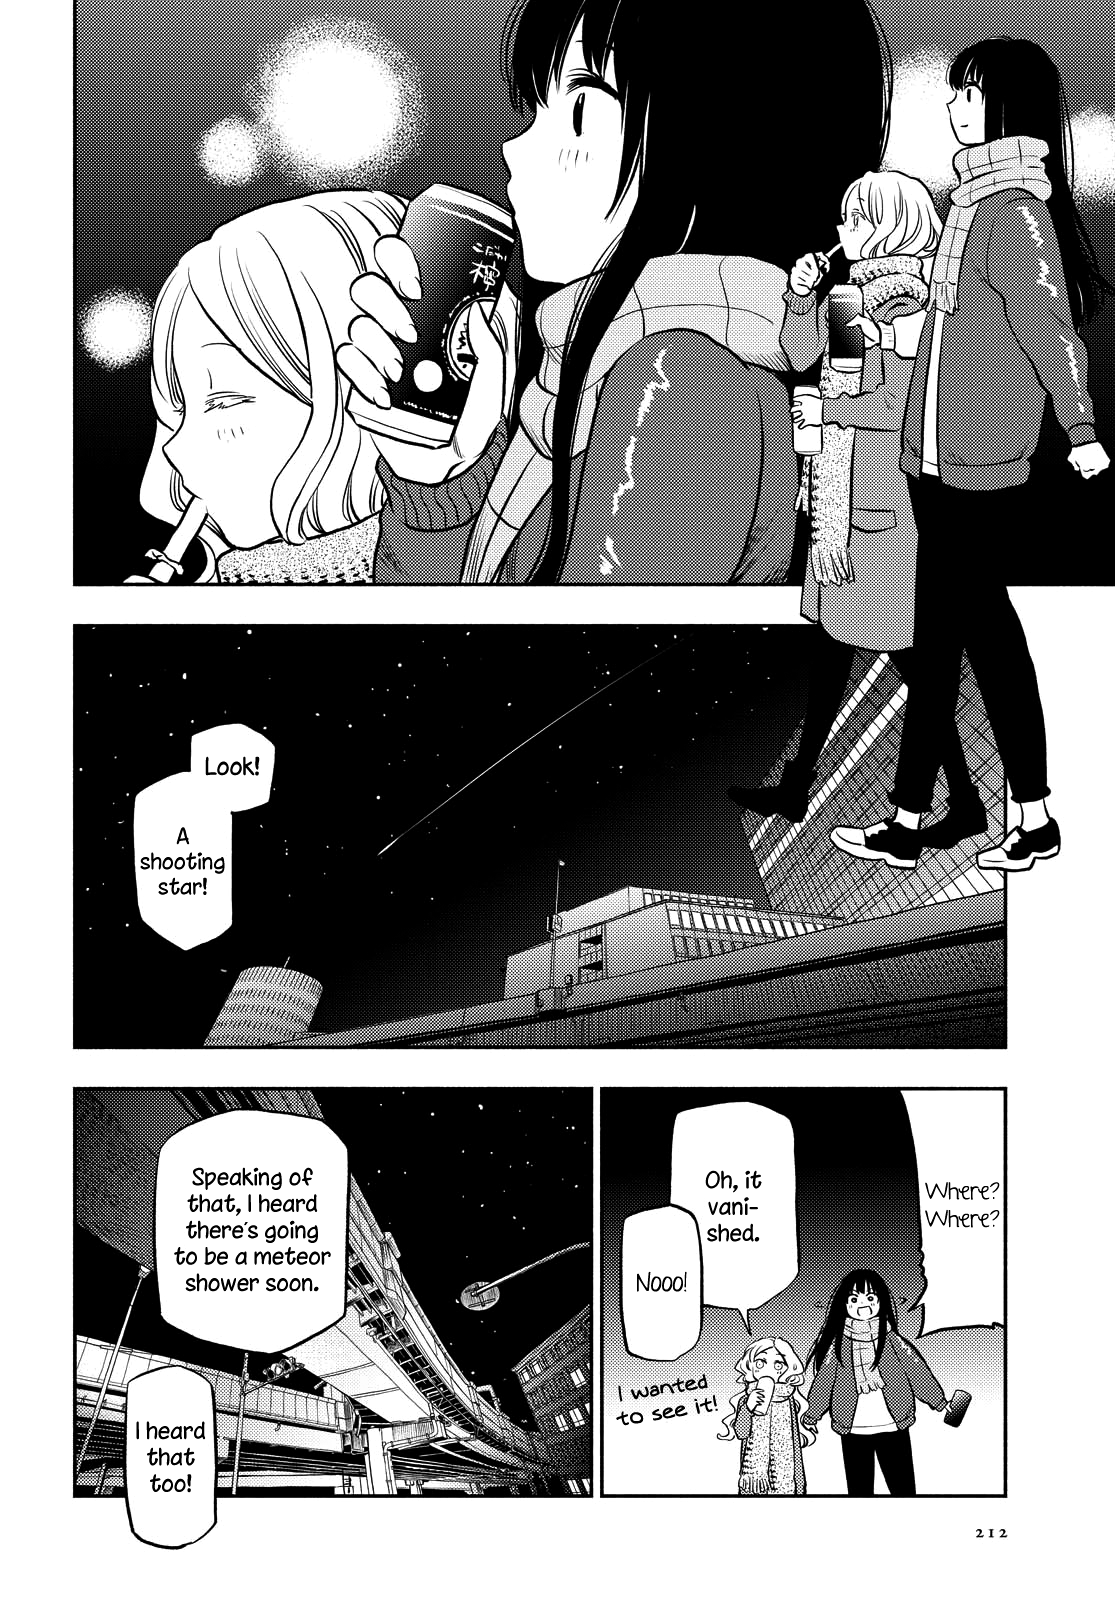 Look!
A
shooting
star!
Where?
Where?
Oh, it
vani-
shed.
Nooo!
I wanted
to see it!
Speaking of
that, I heard
there's going
to be a meteor
shower soon.
I heard
that
too!
212